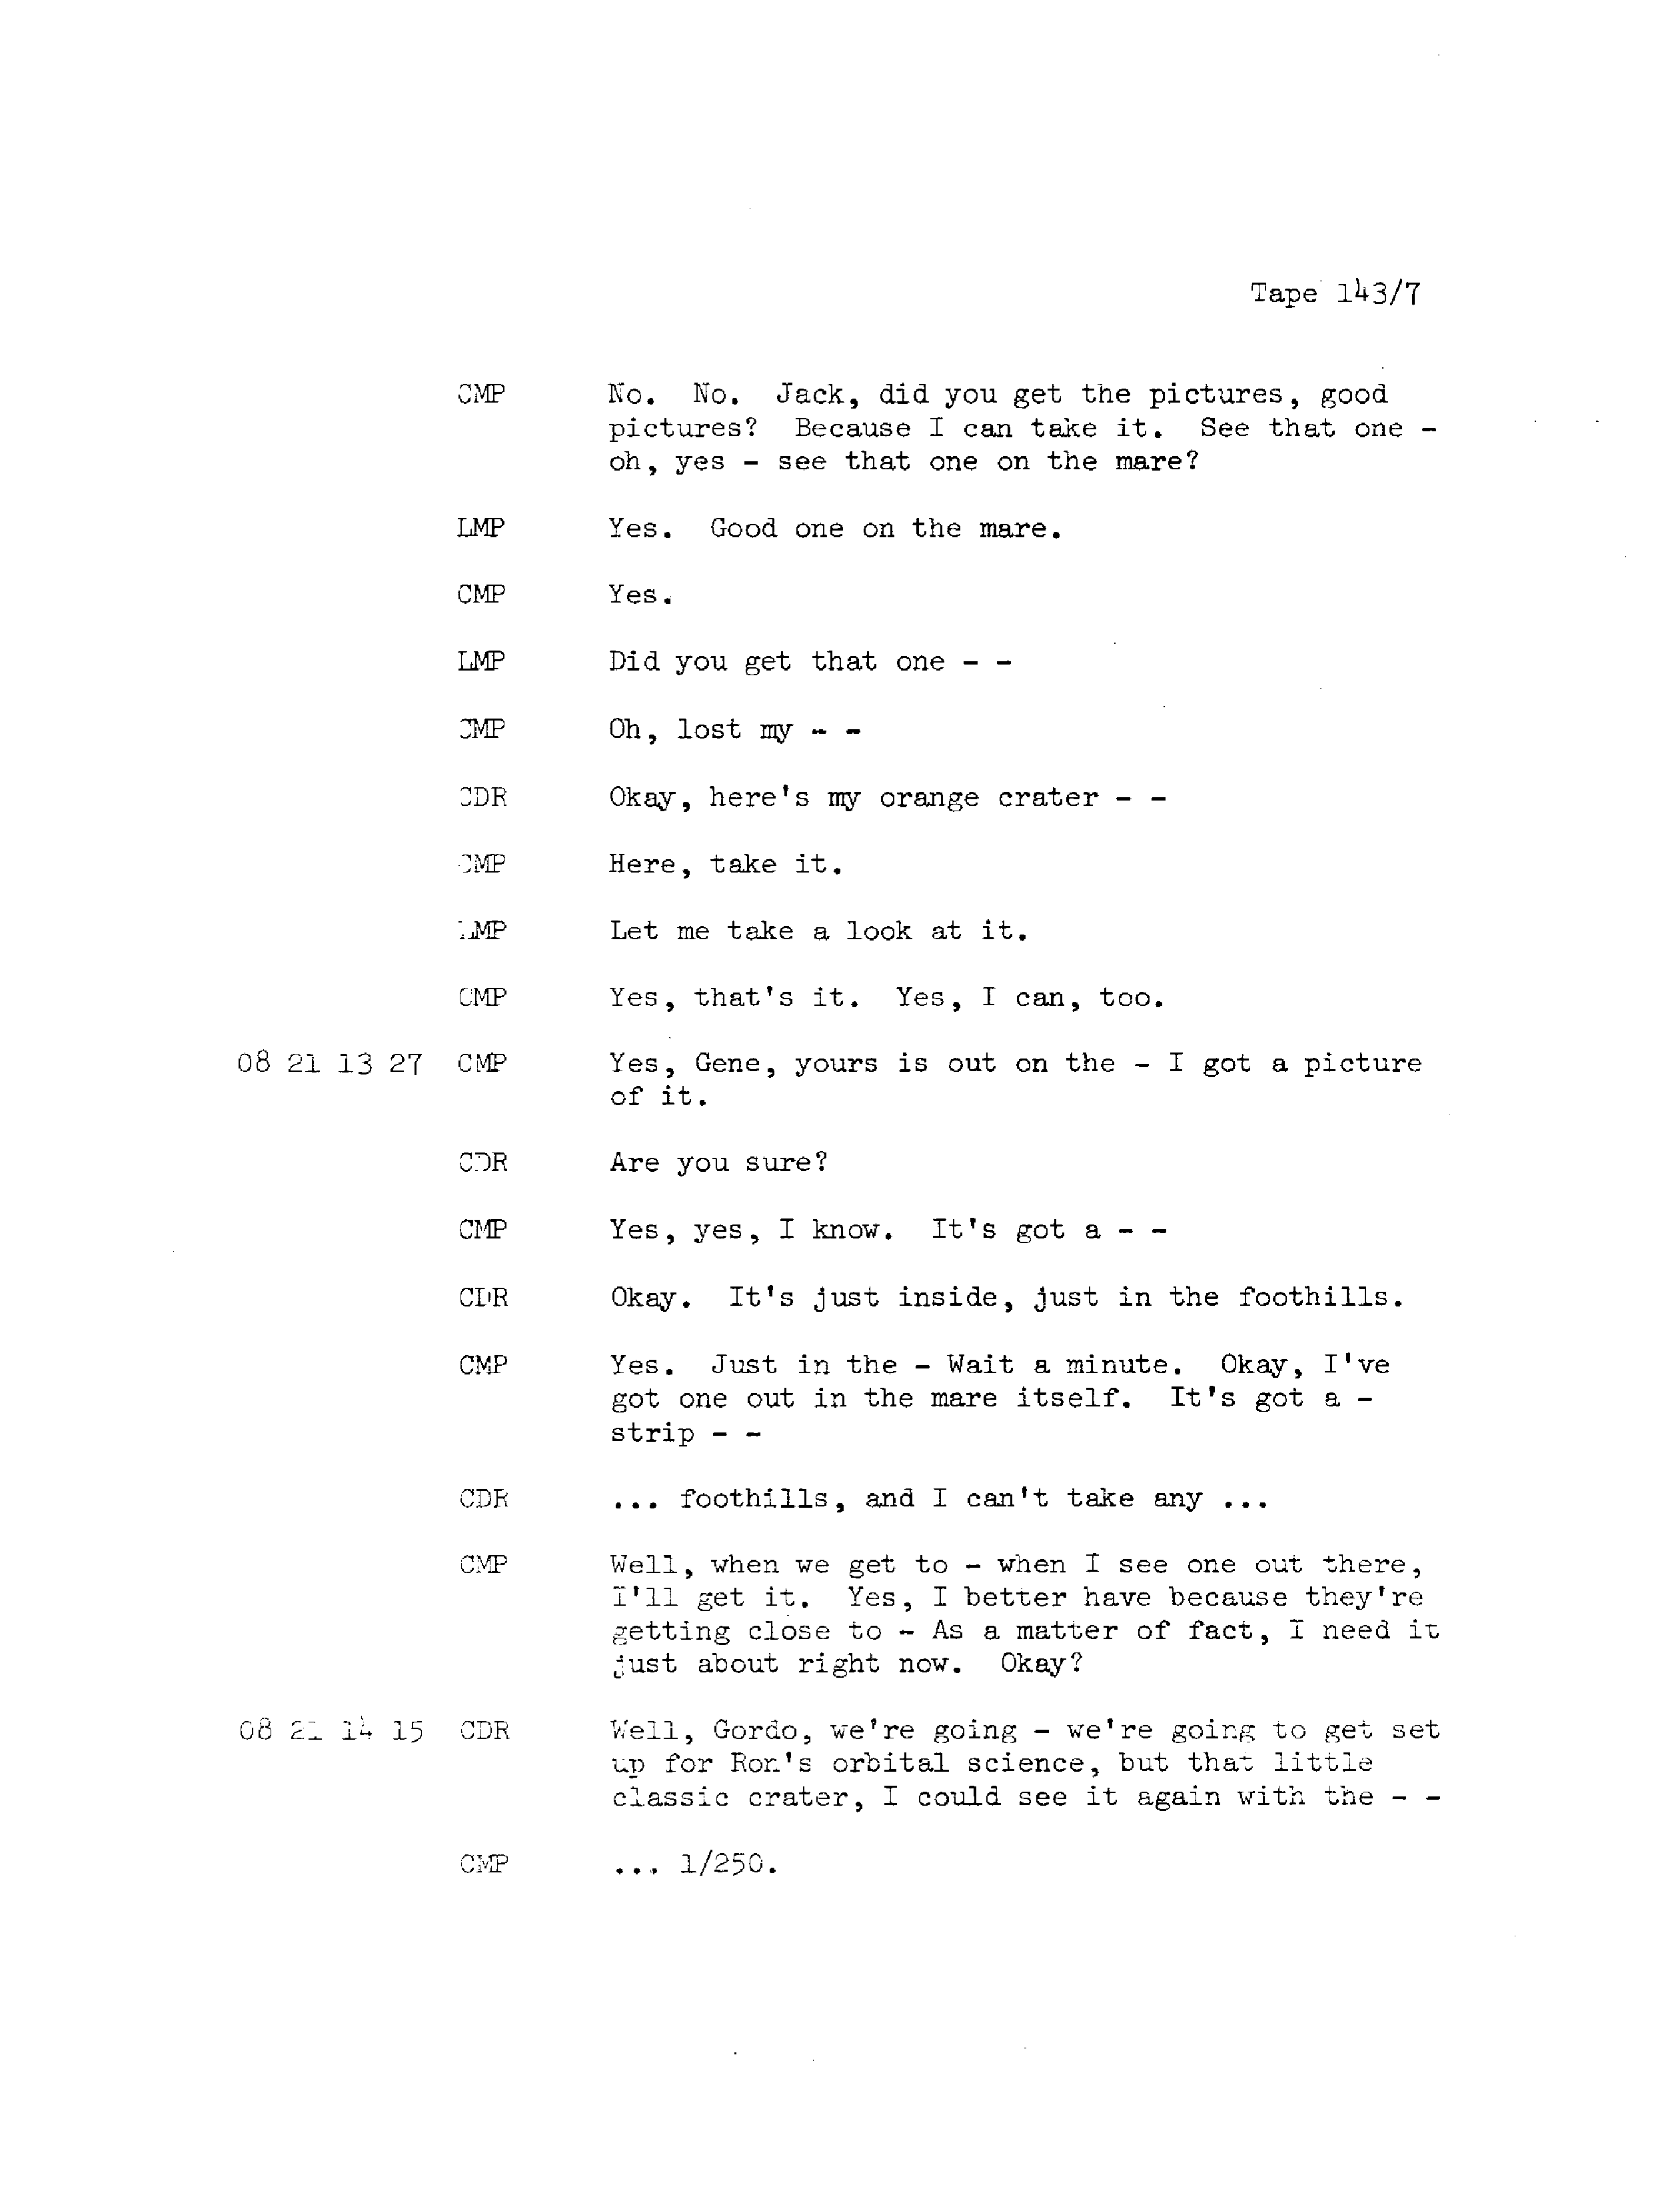 Tape 143/7
CMP No. No. Jack, did you get the pictures, good
pictures? Because I can take it. See that one -
oh, yes - see that one on the mare?
LMP Yes. Good one on the mare.
CMP Yes.
LMP Did you get that one - -
CMP Oh, lost my - -
CDR Okay, here's my orange crater - -
CMP Here, take it.
LMP Let me take a look at it.
CMP Yes, that's it. Yes, I can, too.
08 21 13 27 CMP Yes, Gene, yours is out on the - I got a picture
of it.
CDR Are you sure?
CMP Yes, yes, I know. It's got a - -
CDR Okay. It's just inside, just in the foothills.
CMP Yes. Just in the - Wait a minute. Okay, I've
got one out in the mare itself. It's got a -
strip - -
CDR ... foothills, and I can't take any ...
CMP Well, when we get to - when I see one out there,
I'll get it. Yes, I better have because they're
getting close to - As a matter of fact, I need it
just about right now. Okay?
08 21 14 15 CDR Well, Gordo, we're going - we're going to get set
up for Ron's orbital science, but that little
classic crater, I could see it again with the - -
CMP ... 1/250.